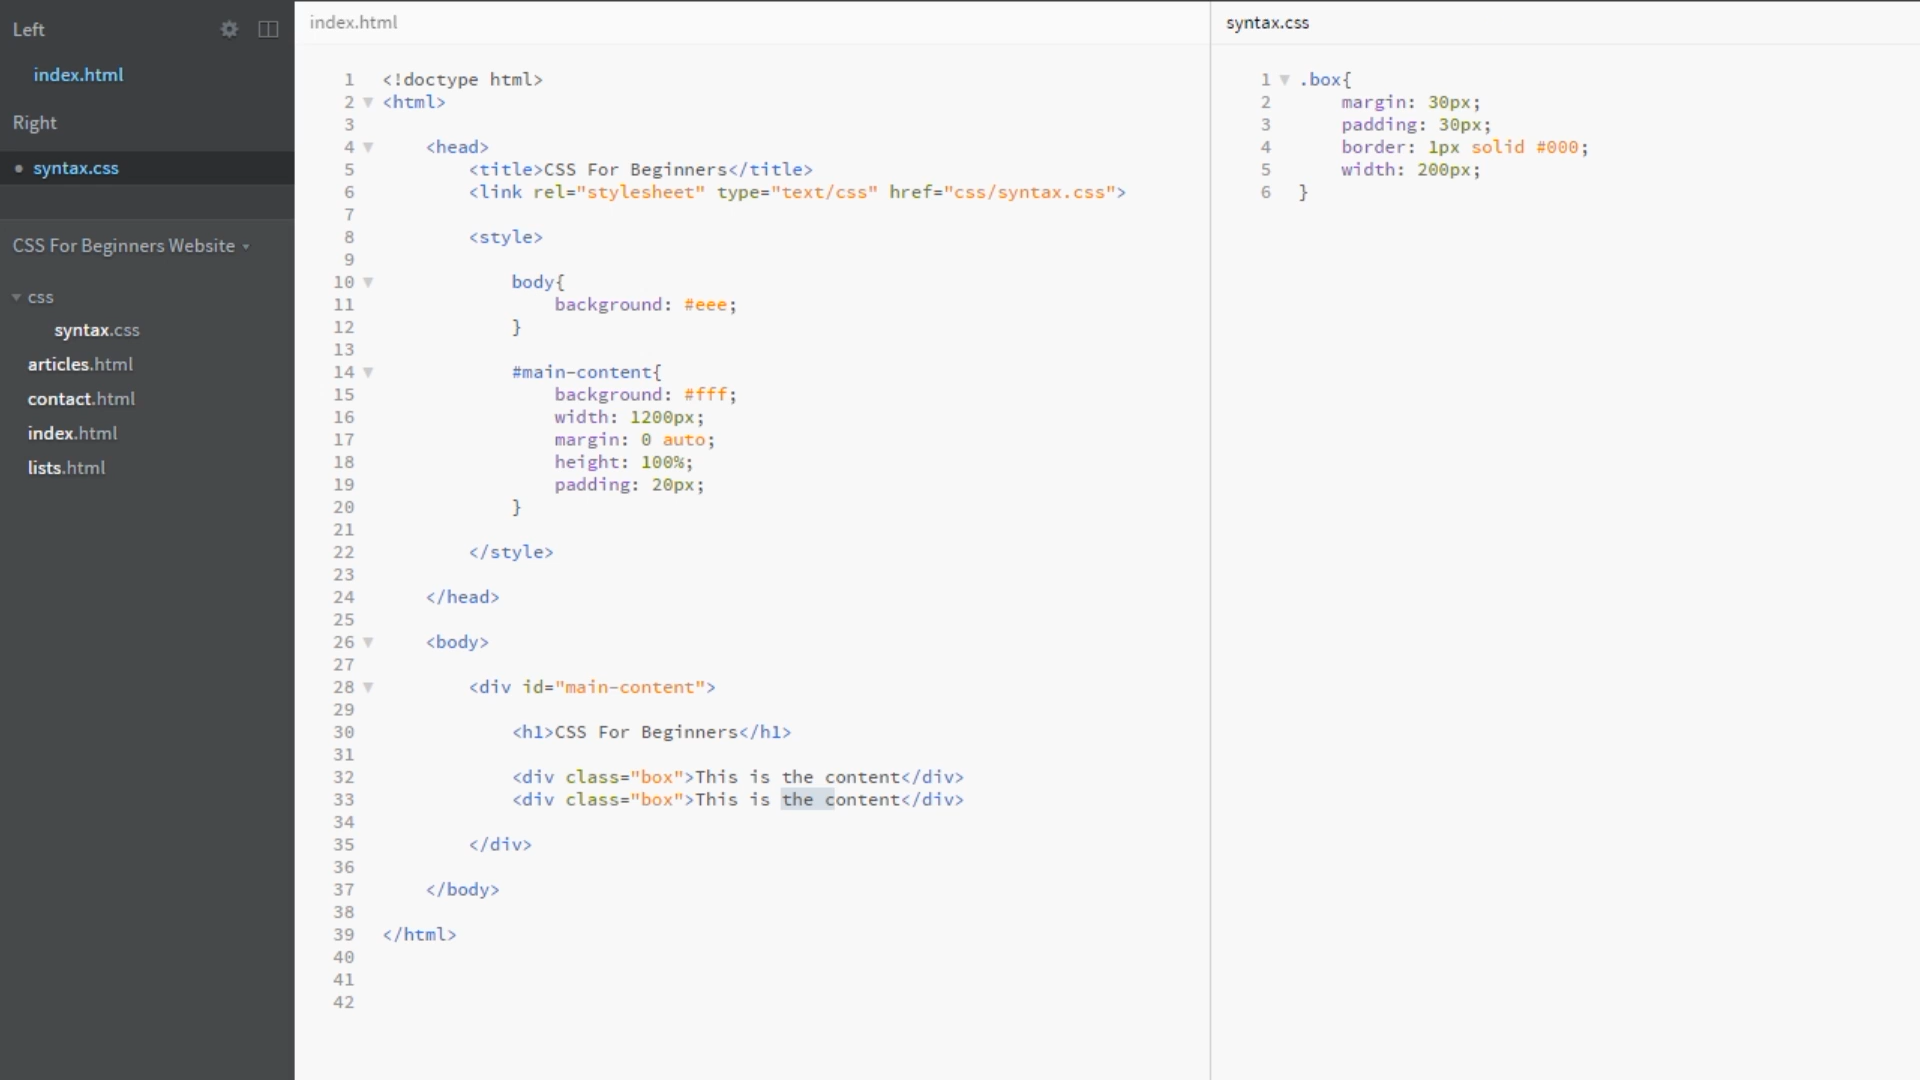 Left
index.html
Right
syntax.css
CSS For Beginners Website
css
syntax.css
articles.html
contact.html
index.html
lists.html
index.html
1 <!doctype html>
2 <html>
3
4 <head>
5 <title>CSS For Beginners</title>
6 <link rel="stylesheet" type="text/css" href="css/syntax.css">
7
8 <style>
9
10 body{
11 background: #eee;
12 }
13
14 #main-content{
15 background: #fff;
16 width: 1200px;
17 margin: 0 auto;
18 height: 100%;
19 padding: 20px;
20 }
21
22 </style>
23
24 </head>
25
26 <body>
27
28 <div id="main-content">
29
30 <h1>CSS For Beginners</h1>
31
32 <div class="box">This is the content</div>
33 <div class="box">This is the content</div>
34
35 </div>
36
37 </body>
38
39 </html>
40
41
42
syntax.css
1 .box{
2 margin: 30px;
3 padding: 30px;
4 border: 1px solid #000;
5 width: 200px;
6 }